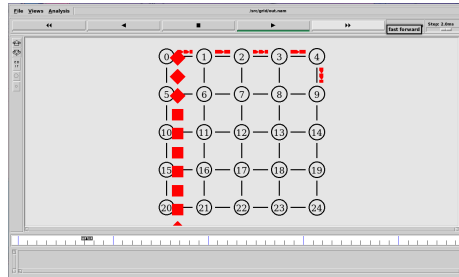 File Views Analysis /src/grid/out.nam
Step: 2.0ms
fast forward
0 1 2 3 4
5 6 7 8 9
10 11 12 13 14
15 16 17 18 19
20 21 22 23 24